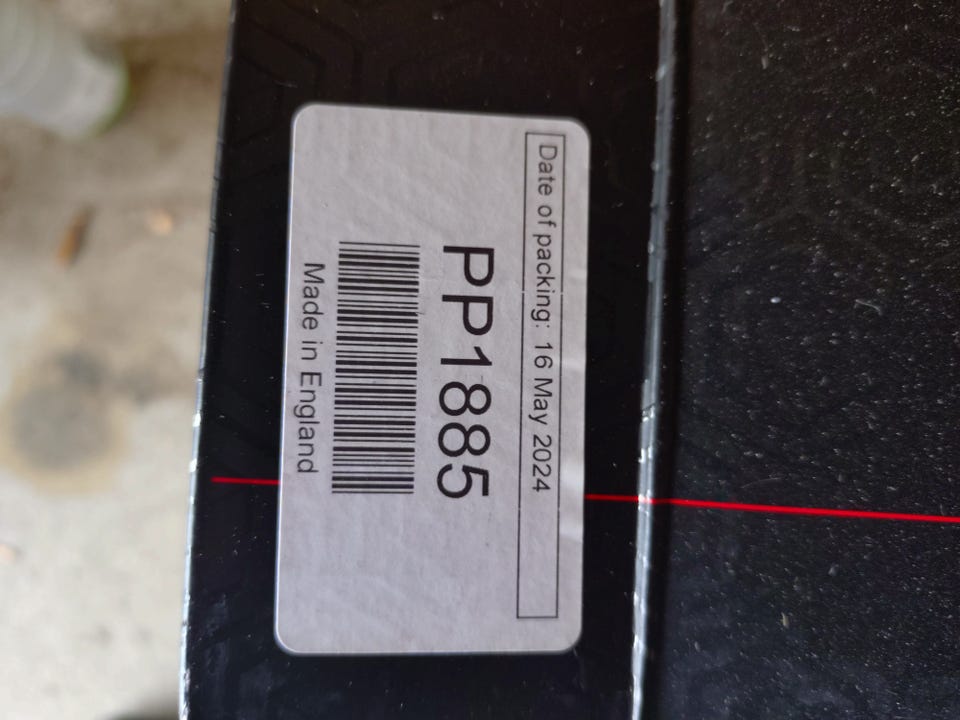 Date of packing: 16 May 2024
PP1885
Made in England